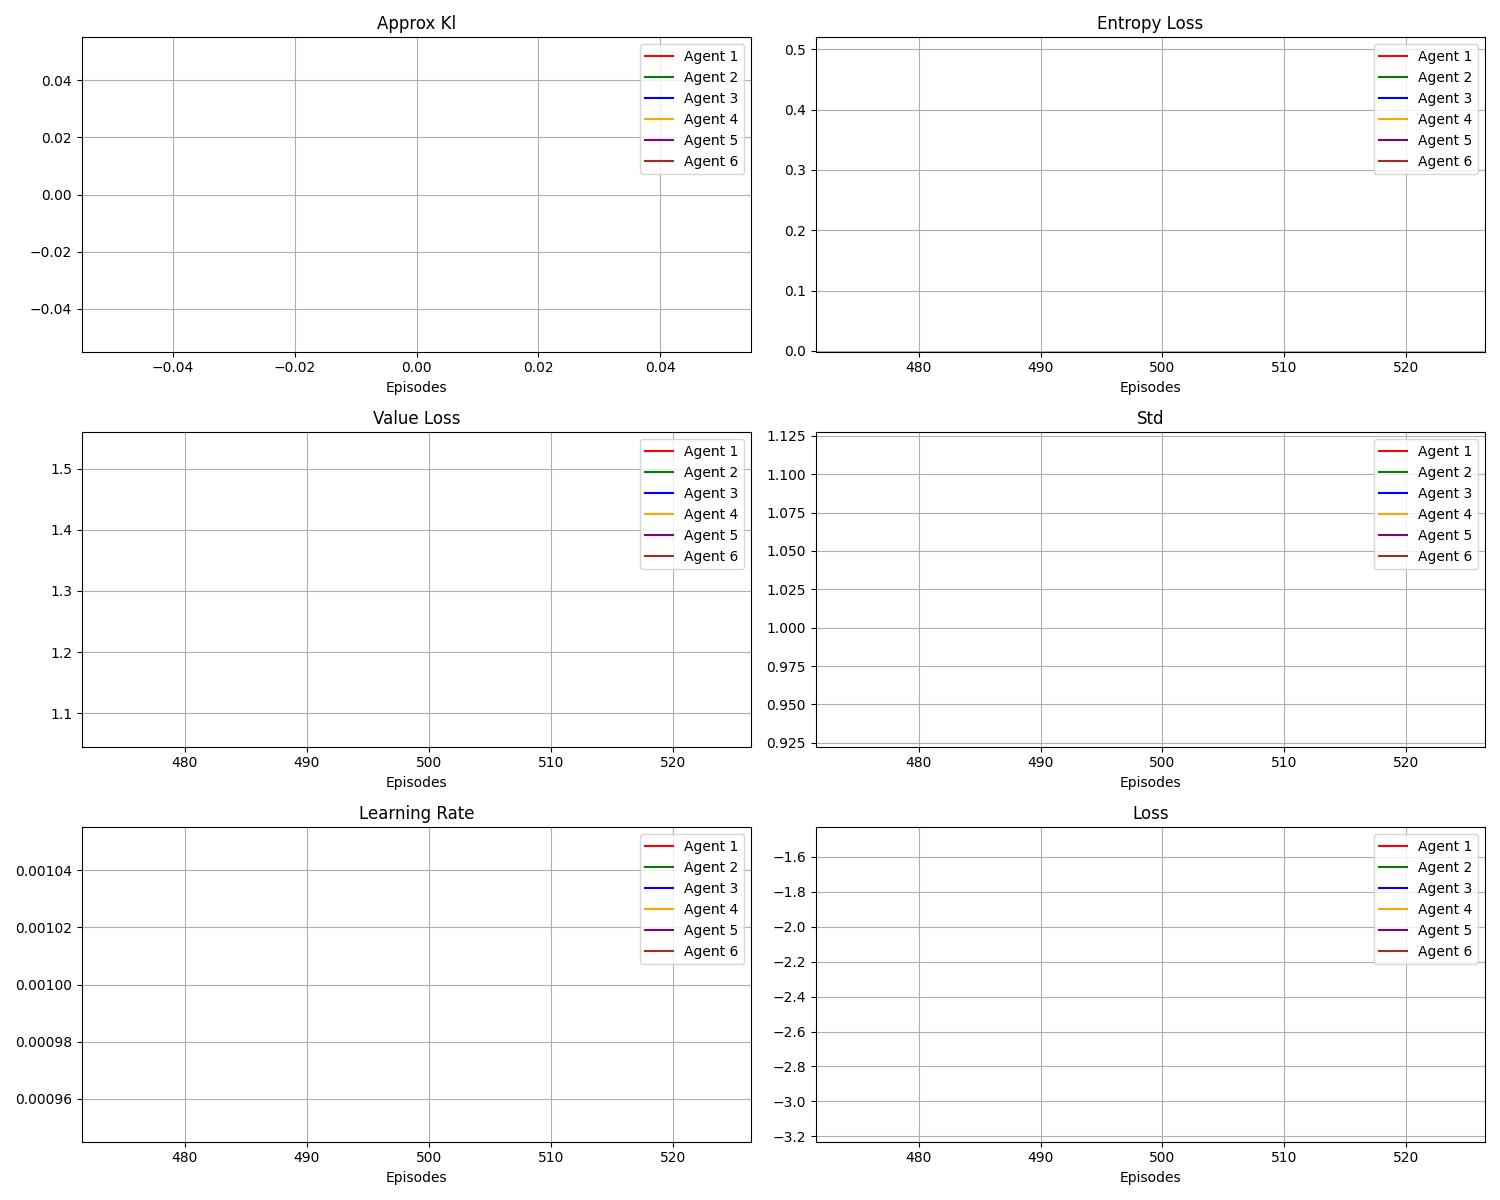 Approx Kl
0.04
0.02
0.00
−0.02
−0.04
Agent 1
Agent 2
Agent 3
Agent 4
Agent 5
Agent 6
−0.04 −0.02 0.00 0.02 0.04
Episodes
Entropy Loss
0.5
0.4
0.3
0.2
0.1
0.0
Agent 1
Agent 2
Agent 3
Agent 4
Agent 5
Agent 6
480 490 500 510 520
Episodes
Value Loss
1.5
1.4
1.3
1.2
1.1
Agent 1
Agent 2
Agent 3
Agent 4
Agent 5
Agent 6
480 490 500 510 520
Episodes
Std
1.125
1.100
1.075
1.050
1.025
1.000
0.975
0.950
0.925
Agent 1
Agent 2
Agent 3
Agent 4
Agent 5
Agent 6
480 490 500 510 520
Episodes
Learning Rate
0.00104
0.00102
0.00100
0.00098
0.00096
Agent 1
Agent 2
Agent 3
Agent 4
Agent 5
Agent 6
480 490 500 510 520
Episodes
Loss
−1.6
−1.8
−2.0
−2.2
−2.4
−2.6
−2.8
−3.0
−3.2
Agent 1
Agent 2
Agent 3
Agent 4
Agent 5
Agent 6
480 490 500 510 520
Episodes